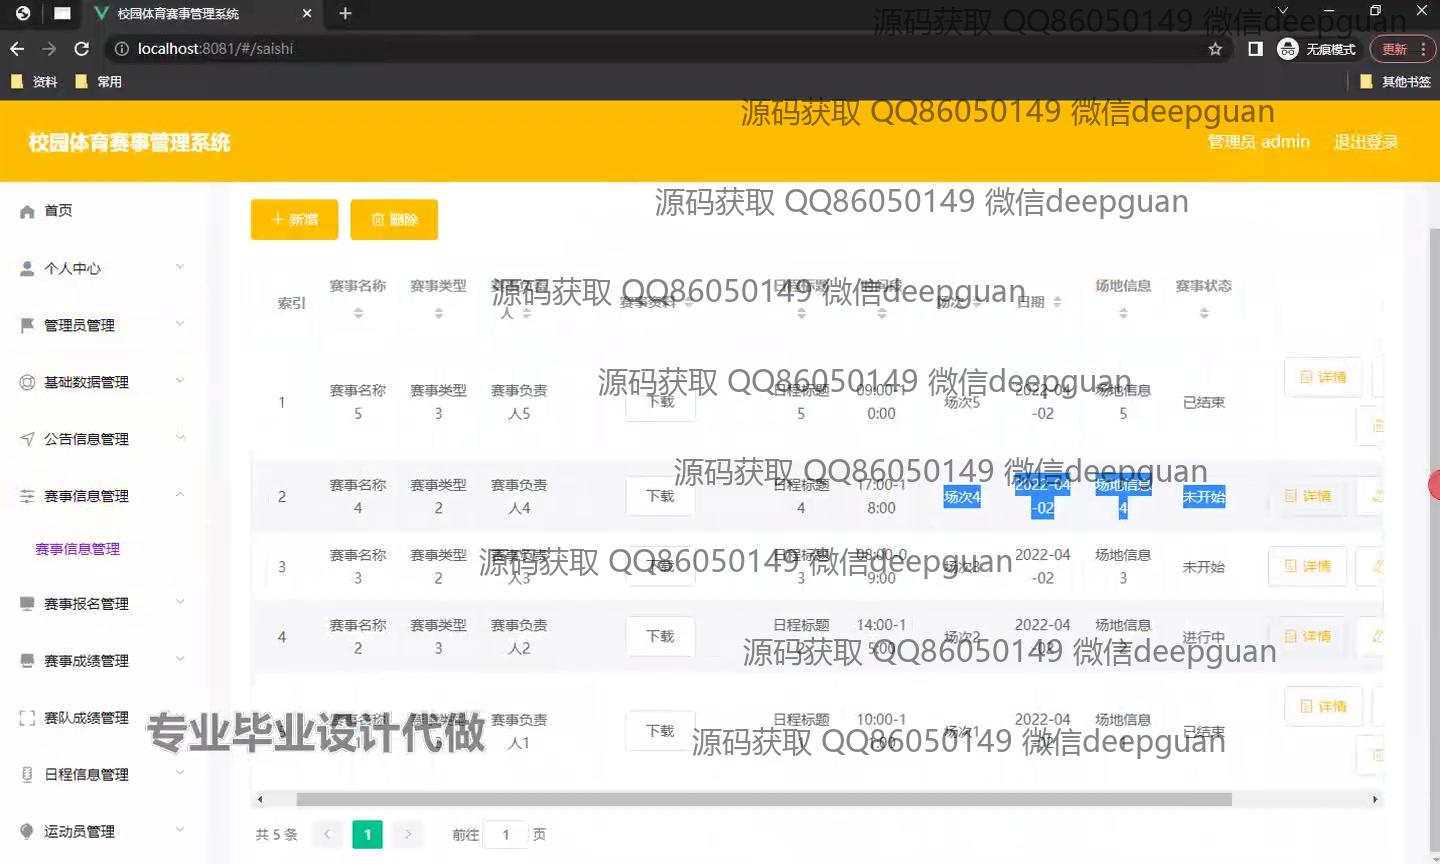 校园体育赛事管理系统
源码获取 QQ86050149 微信deepguan
localhost:8081/#/saishi
无痕模式
更新
资料
常用
其他书签
源码获取 QQ86050149 微信deepguan
校园体育赛事管理系统
管理员 admin
退出登录
源码获取 QQ86050149 微信deepguan
首页
个人中心
管理员管理
基础数据管理
公告信息管理
赛事信息管理
赛事信息管理
赛事报名管理
赛事成绩管理
赛队成绩管理
日程信息管理
运动员管理
新增
删除
源码获取 QQ86050149 微信deepguan
索引
赛事名称
赛事类型
赛事负责人
赛事资料
日程标题
场次
日期
场地信息
赛事状态
源码获取 QQ86050149 微信deepguan
1
赛事名称5
赛事类型3
赛事负责人5
下载
日程标题5
09:00-10:00
场次5
2022-04-02
场地信息5
已结束
详情
源码获取 QQ86050149 微信deepguan
2
赛事名称4
赛事类型2
赛事负责人4
下载
日程标题4
17:00-18:00
场次4
2022-04-02
场地信息4
未开始
详情
源码获取 QQ86050149 微信deepguan
3
赛事名称3
赛事类型2
赛事负责人3
下载
日程标题3
08:00-09:00
场次3
2022-04-02
场地信息3
未开始
详情
源码获取 QQ86050149 微信deepguan
4
赛事名称2
赛事类型3
赛事负责人2
下载
日程标题
14:00-15:00
场次2
2022-04
场地信息
进行中
详情
专业毕业设计代做
源码获取 QQ86050149 微信deepguan
赛事名称1
赛事类型
赛事负责人1
下载
日程标题
10:00-11:00
场次1
2022-04
场地信息
已结束
详情
共 5 条
1
前往
1
页